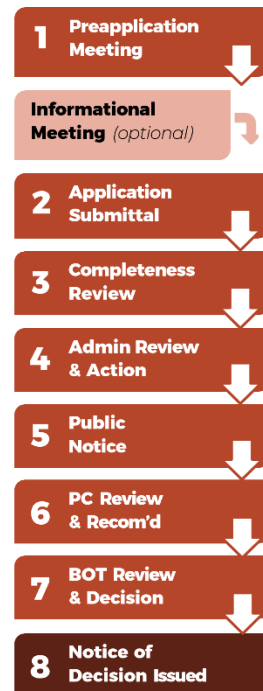 1 Preapplication
Meeting
Informational
Meeting (optional)
2 Application
Submittal
3 Completeness
Review
4 Admin Review
& Action
5 Public
Notice
6 PC Review
& Recom'd
7 BOT Review
& Decision
8 Notice of
Decision Issued